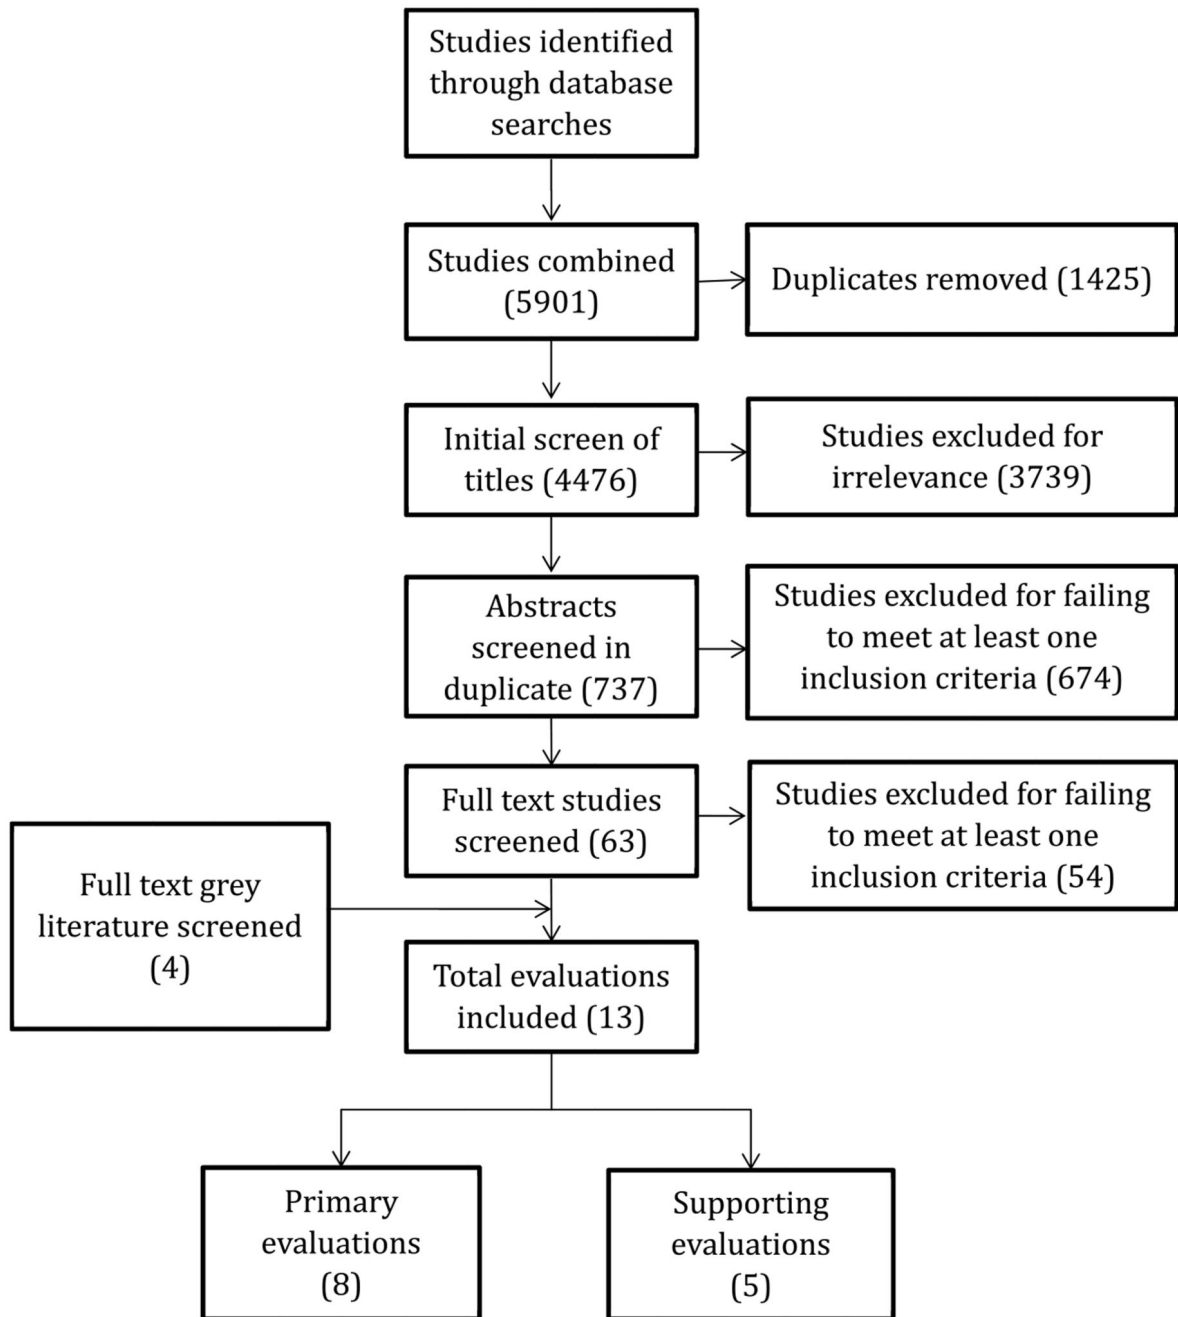 Studies identified
through database
searches
Studies combined
(5901)
Duplicates removed (1425)
Initial screen of
titles (4476)
Studies excluded for
irrelevance (3739)
Abstracts
screened in
duplicate (737)
Studies excluded for failing
to meet at least one
inclusion criteria (674)
Full text studies
screened (63)
Studies excluded for failing
to meet at least one
inclusion criteria (54)
Full text grey
literature screened
(4)
Total evaluations
included (13)
Primary
evaluations
(8)
Supporting
evaluations
(5)